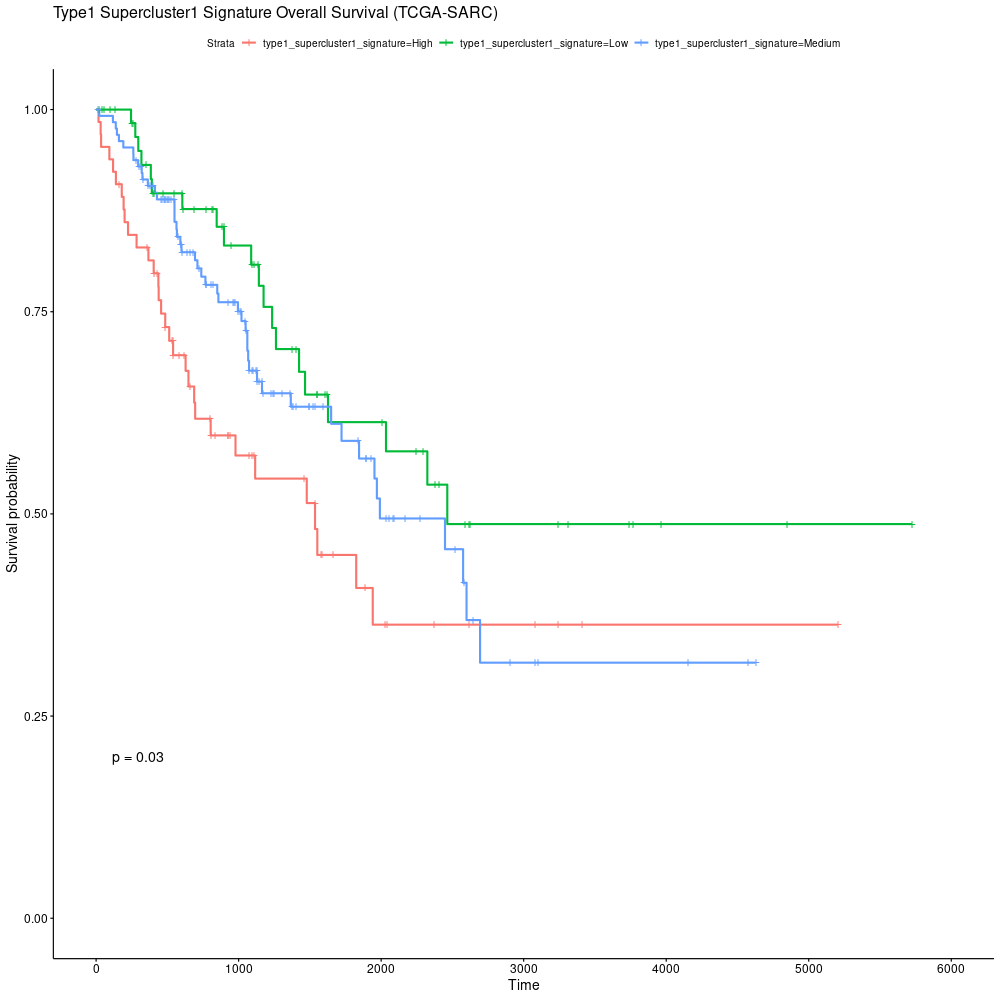 Type1 Supercluster1 Signature Overall Survival (TCGA-SARC)
Strata type1_supercluster1_signature=High type1_supercluster1_signature=Low type1_supercluster1_signature=Medium
1.00
0.75
0.50
0.25
0.00
Survival probability
p = 0.03
0 1000 2000 3000 4000 5000 6000
Time